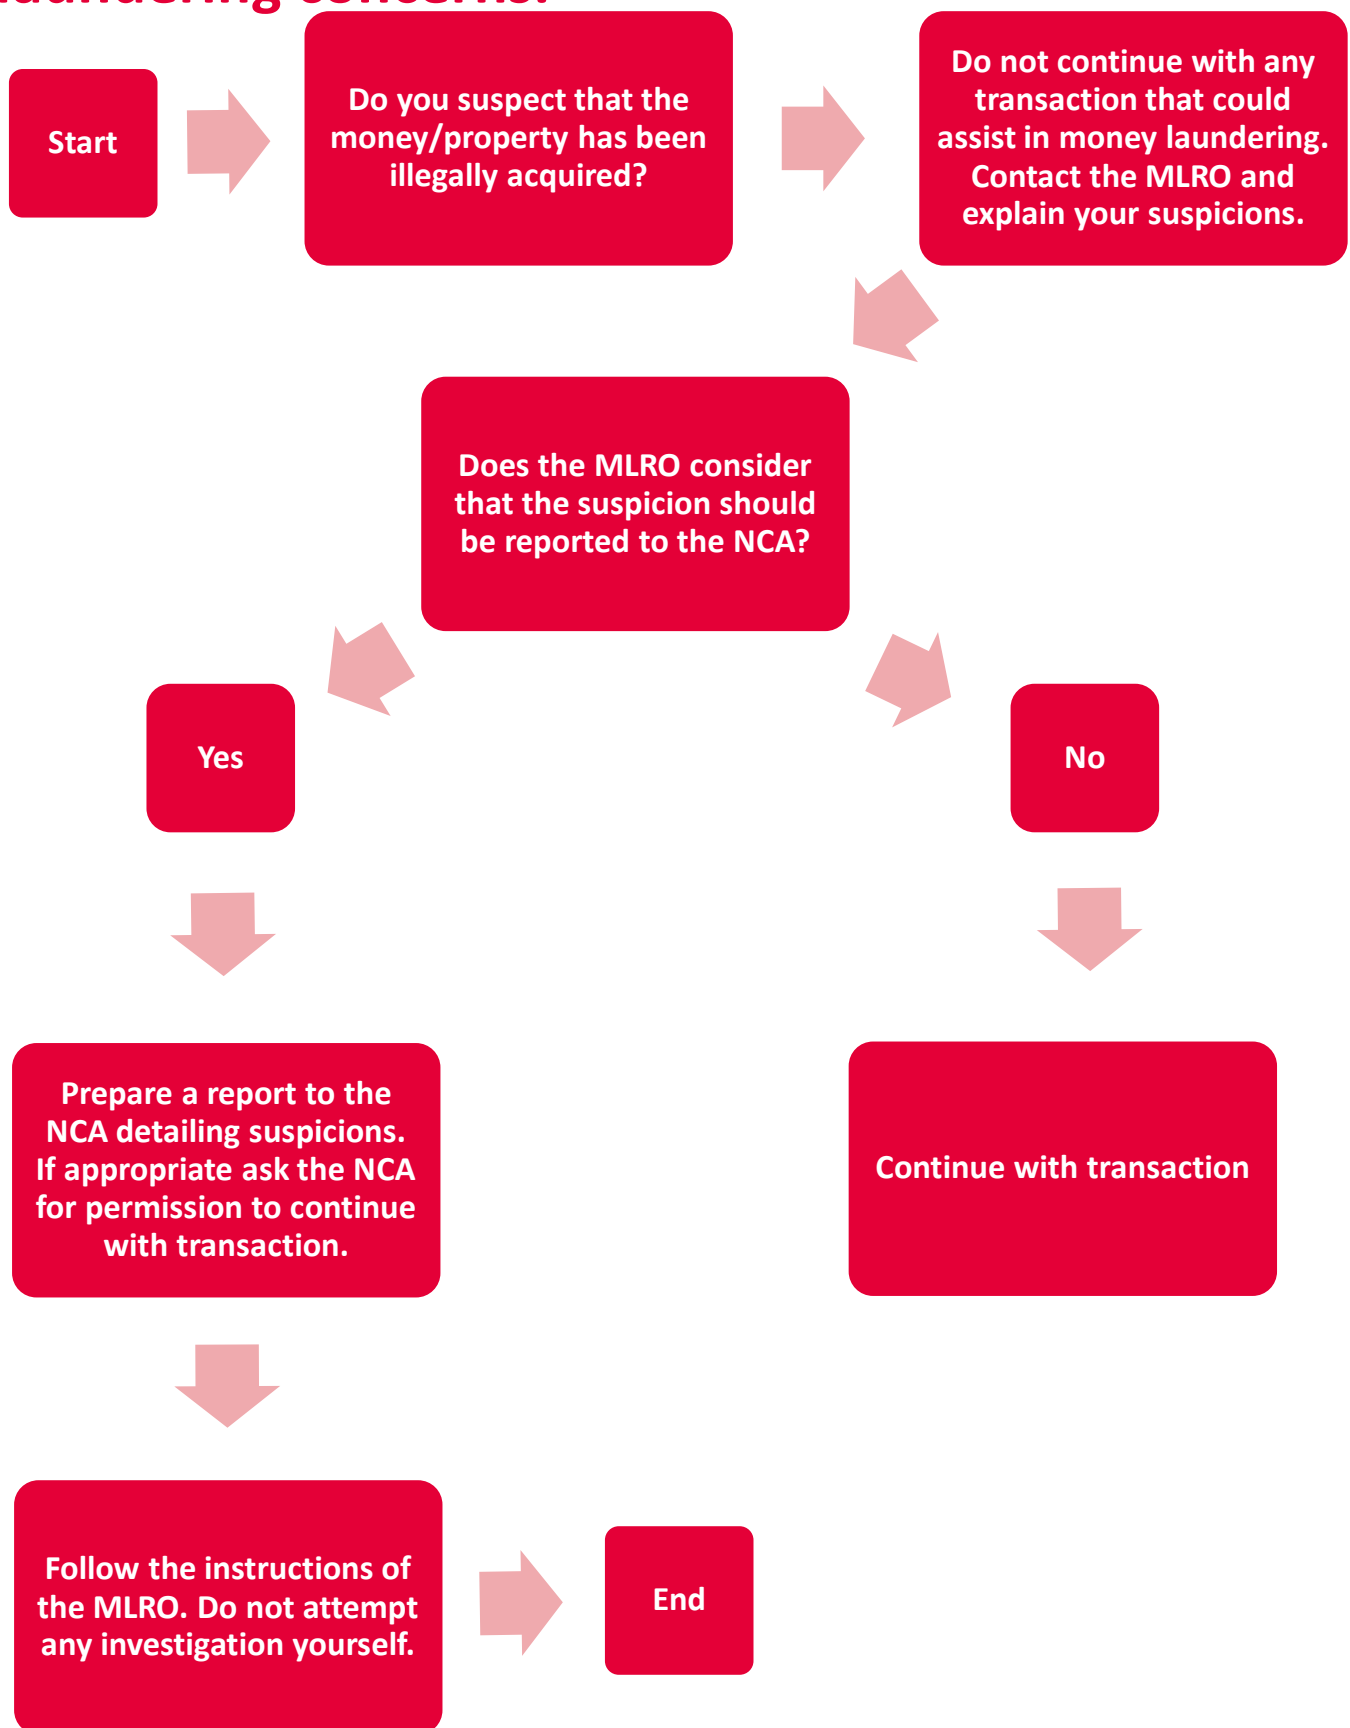 laundering concerns:
Start
Do you suspect that the
money/property has been
illegally acquired?
Do not continue with any
transaction that could
assist in money laundering.
Contact the MLRO and
explain your suspicions.
Does the MLRO consider
that the suspicion should
be reported to the NCA?
Yes
No
Prepare a report to the
NCA detailing suspicions.
If appropriate ask the NCA
for permission to continue
with transaction.
Continue with transaction
Follow the instructions of
the MLRO. Do not attempt
any investigation yourself.
End